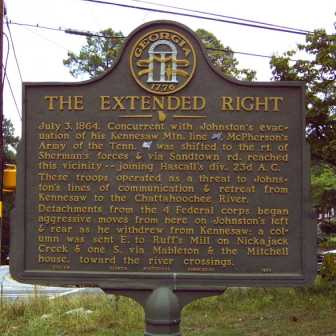 GEORGIA
1776
THE EXTENDED RIGHT
July 3, 1864. Concurrent with Johnston's evac-
uation of his Kennesaw Mtn. line McPherson's
Army of the Tenn. was shifted to the rt. of
Sherman's forces & via Sandtown rd. reached
this vicinity -- joining Hascall's div. 23d A. C.
These troops operated as a threat to Johns-
ton's lines of communication & retreat from
Kennesaw to the Chattahoochee River.
Detachments from the 4 Federal corps began
aggressive moves from here on Johnston's left
& rear as he withdrew from Kennesaw; a col-
umn was sent E. to Ruff's Mill on Nickajack
Creek & one S. via Mableton & the Mitchell
house, toward the river crossings.
GEORGIA HISTORICAL COMMISSION